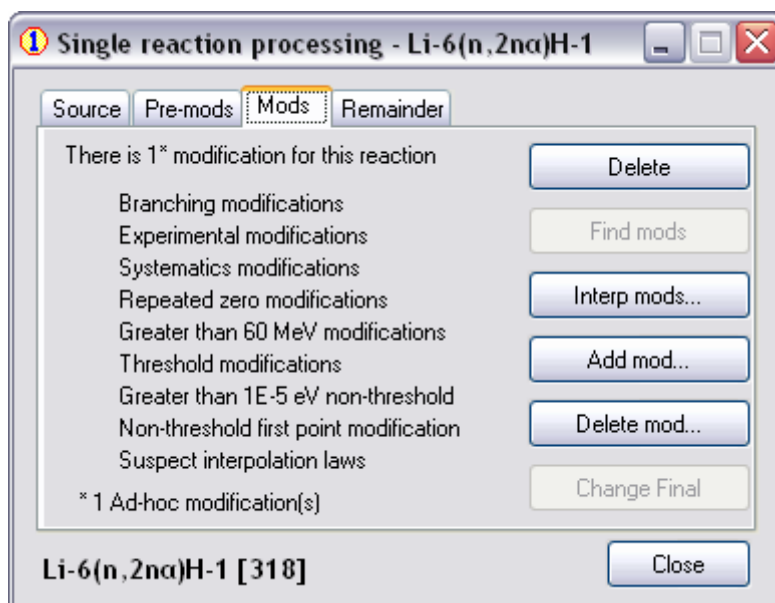 1 Single reaction processing - Li-6(n,2nα)H-1
Source Pre-mods Mods Remainder
There is 1* modification for this reaction
Delete
Branching modifications
Experimental modifications
Find mods
Systematics modifications
Repeated zero modifications
Interp mods...
Greater than 60 MeV modifications
Threshold modifications
Add mod...
Greater than 1E-5 eV non-threshold
Non-threshold first point modification
Delete mod...
Suspect interpolation laws
* 1 Ad-hoc modification(s)
Change Final
Li-6(n,2nα)H-1 [318]
Close